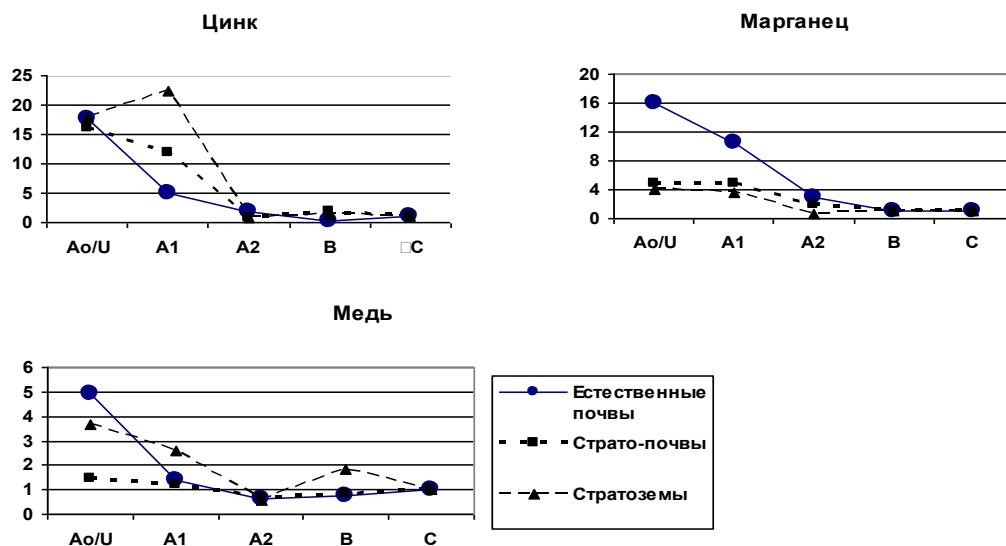 Цинк
25
20
15
10
5
0
Ao/U A1 A2 B □C
Марганец
20
16
12
8
4
0
Ao/U A1 A2 B C
Медь
6
5
4
3
2
1
0
Ao/U A1 A2 B C
Естественные
почвы
Страто-почвы
Стратоземы